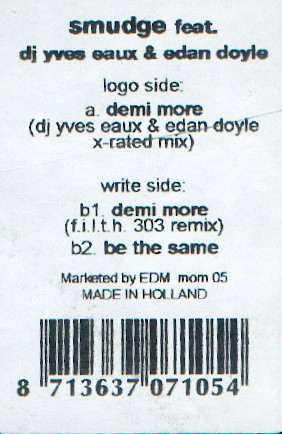 smudge feat.
dj yves eaux & edan doyle
logo side:
a. demi more
(dj yves eaux & edan doyle
x-rated mix)
write side:
b1. demi more
(f.i.l.t.h. 303 remix)
b2. be the same
Marketed by EDM mom 05
MADE IN HOLLAND
8 713637 071054